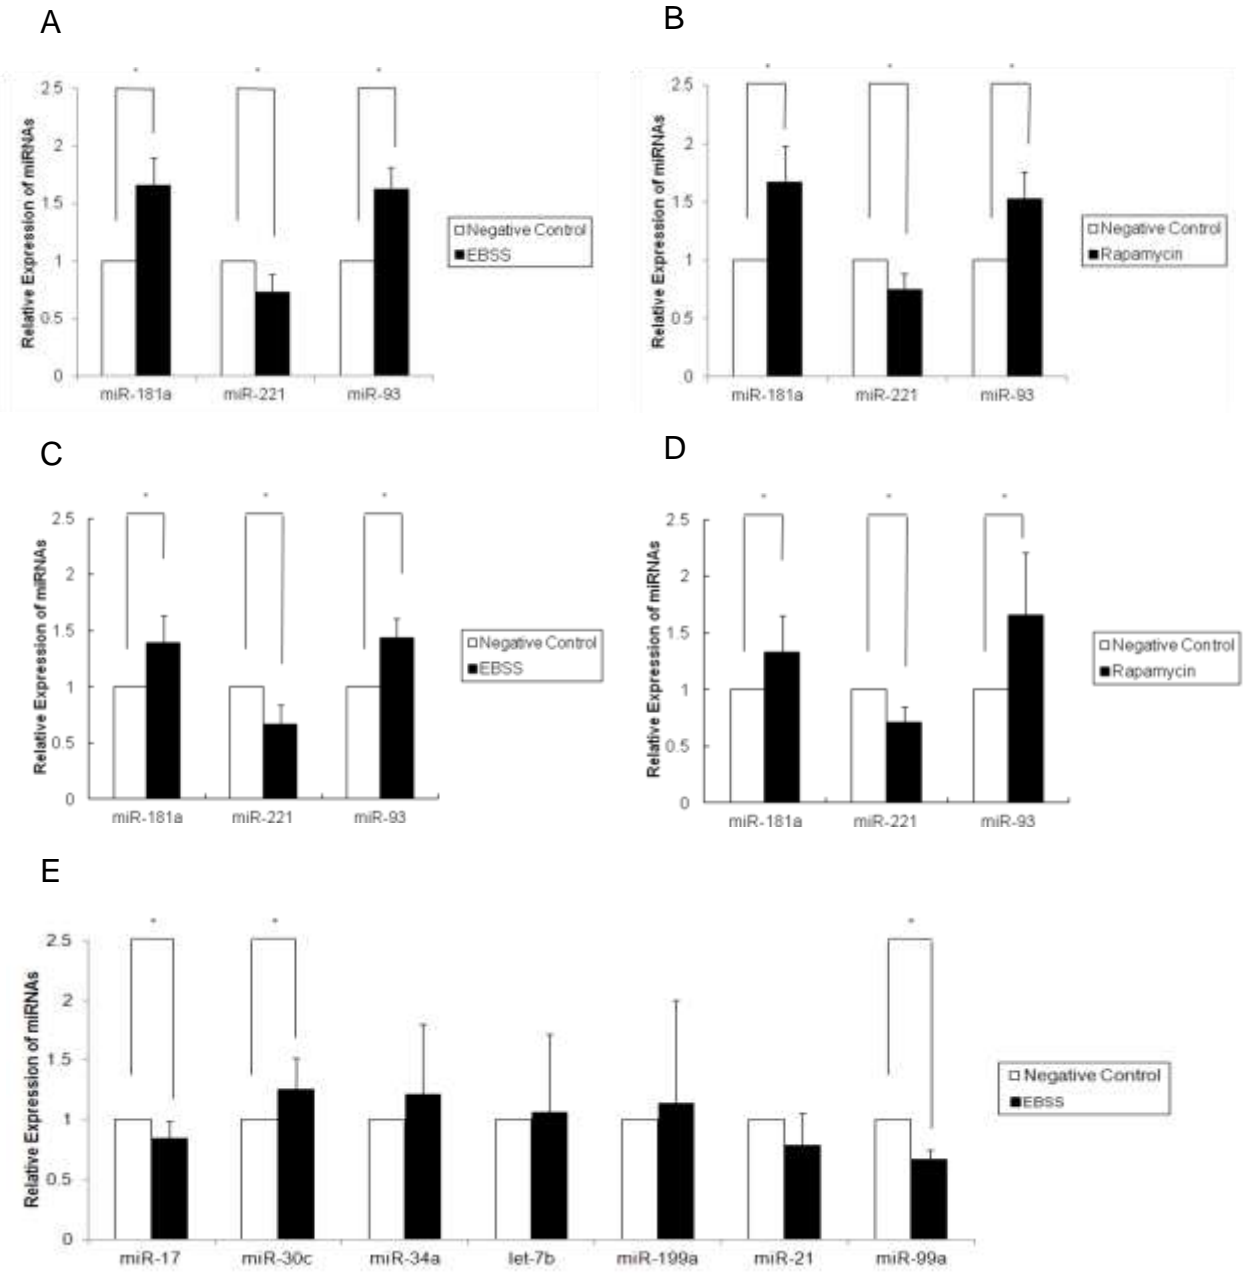 A
*
*
*
Relative Expression of miRNAs
2.5
2
1.5
1
0.5
0
miR-181a
miR-221
miR-93
Negative Control
EBSS
B
*
*
*
Relative Expression of miRNAs
2.5
2
1.5
1
0.5
0
miR-181a
miR-221
miR-93
Negative Control
Rapamycin
C
*
*
*
Relative Expression of miRNAs
2.5
2
1.5
1
0.5
0
miR-181a
miR-221
miR-93
Negative Control
EBSS
D
*
*
*
Relative Expression of miRNAs
2.5
2
1.5
1
0.5
0
miR-181a
miR-221
miR-93
Negative Control
Rapamycin
E
*
*
*
Relative Expression of miRNAs
2.5
2
1.5
1
0.5
0
miR-17
miR-30c
miR-34a
let-7b
miR-199a
miR-21
miR-99a
Negative Control
EBSS